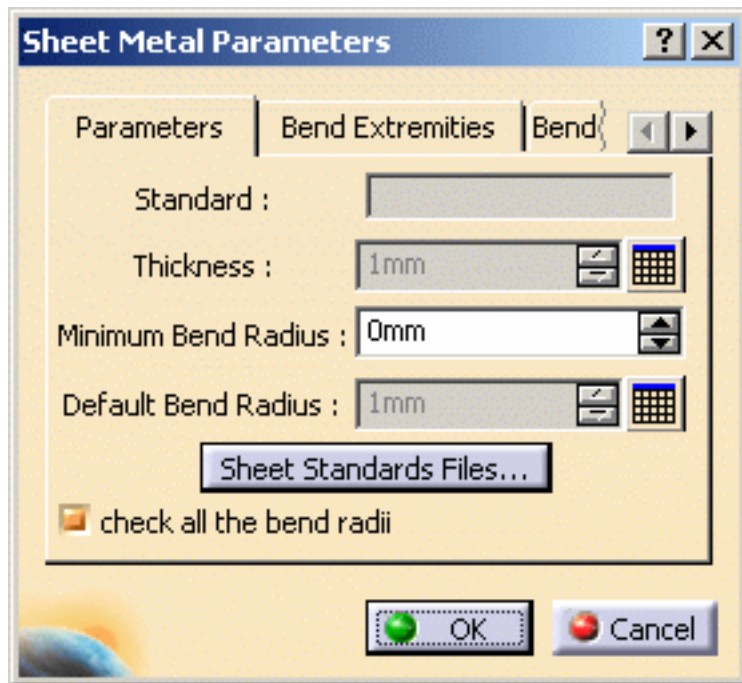 Sheet Metal Parameters
Parameters Bend Extremities Bend
Standard :
Thickness : 1mm
Minimum Bend Radius : 0mm
Default Bend Radius : 1mm
Sheet Standards Files...
check all the bend radii
OK Cancel